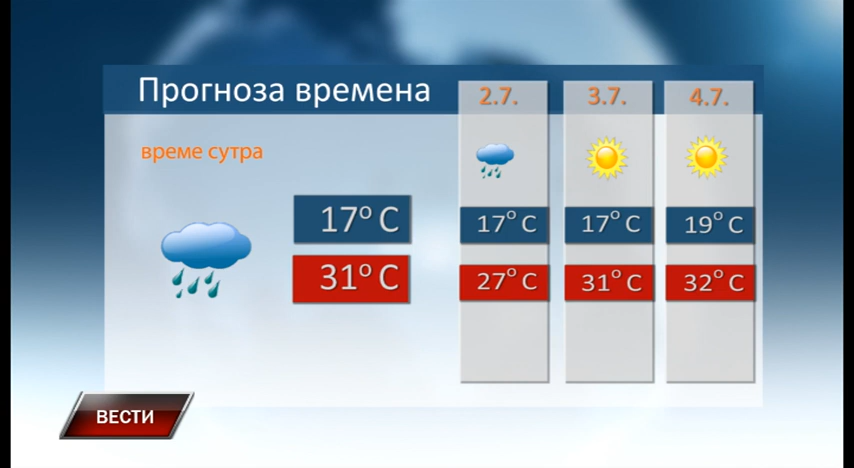 Прогноза времена
време сутра
17° C
31° C
2.7. 3.7. 4.7.
17° C 17° C 19° C
27° C 31° C 32° C
ВЕСТИ